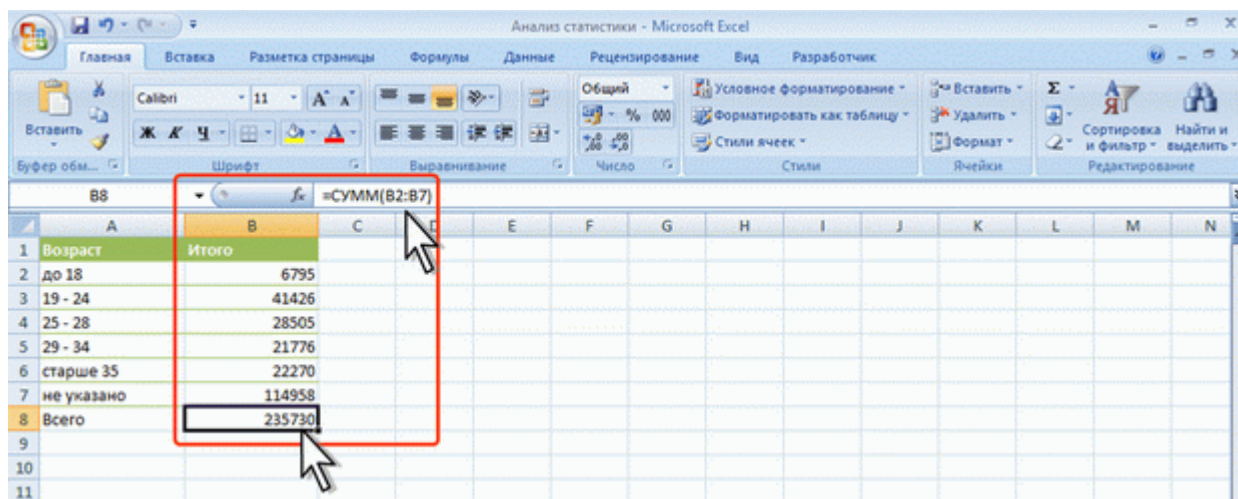 Анализ статистики - Microsoft Excel
Главная Вставка Разметка страницы Формулы Данные Рецензирование Вид Разработчик
Вставить
Calibri 11 A A
Ж К Ч
Общий
% 000
Условное форматирование
Форматировать как таблицу
Стили ячеек
Вставить
Удалить
Формат
Σ
Сортировка и фильтр
Найти и выделить
Буфер обм... Шрифт Выравнивание Число Стили Ячейки Редактирование
B8 fx =СУММ(B2:B7)
A B C D E F G H I J K L M N
1 Возраст Итого
2 до 18 6795
3 19 - 24 41426
4 25 - 28 28505
5 29 - 34 21776
6 старше 35 22270
7 не указано 114958
8 Всего 235730
9
10
11